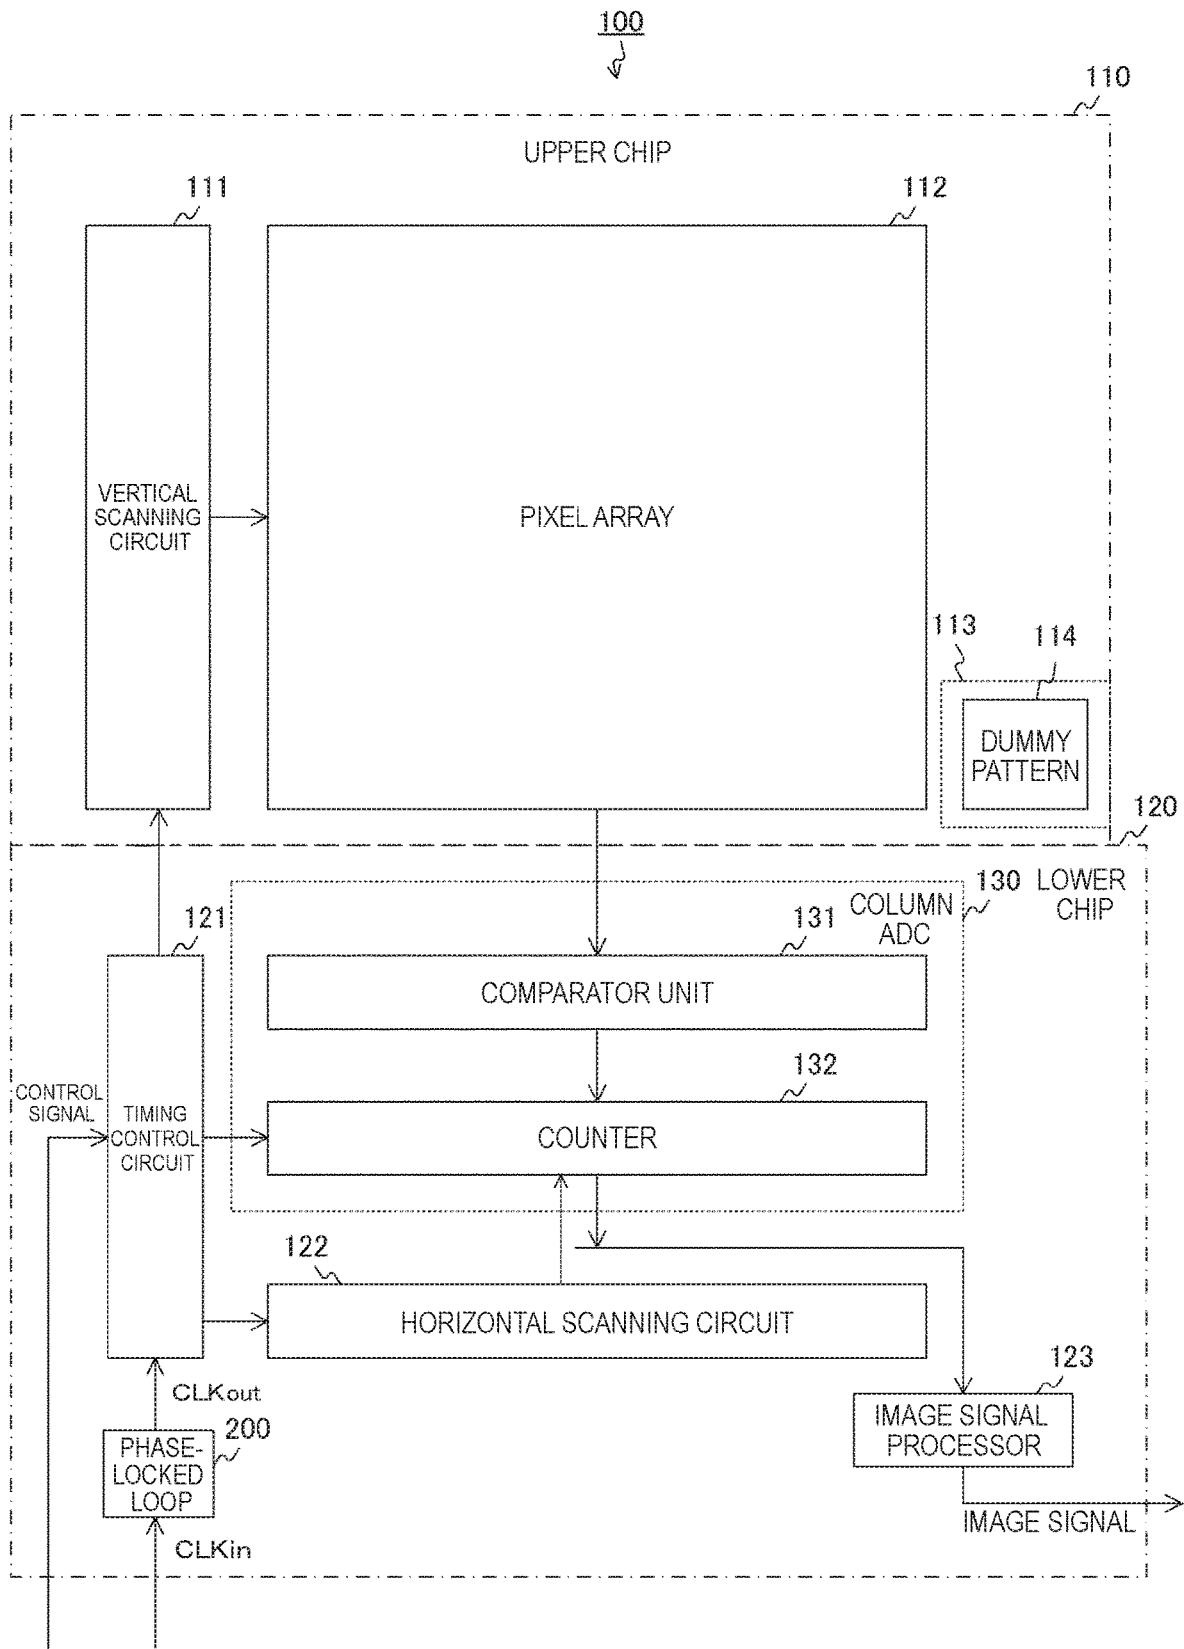 100
110
UPPER CHIP
111
112
VERTICAL
SCANNING
CIRCUIT
PIXEL ARRAY
113
114
DUMMY
PATTERN
120
LOWER
CHIP
130
COLUMN
ADC
121
131
COMPARATOR UNIT
132
CONTROL
SIGNAL
TIMING
CONTROL
CIRCUIT
COUNTER
122
HORIZONTAL SCANNING CIRCUIT
123
CLKout
IMAGE SIGNAL
PROCESSOR
200
PHASE-
LOCKED
LOOP
IMAGE SIGNAL
CLKin